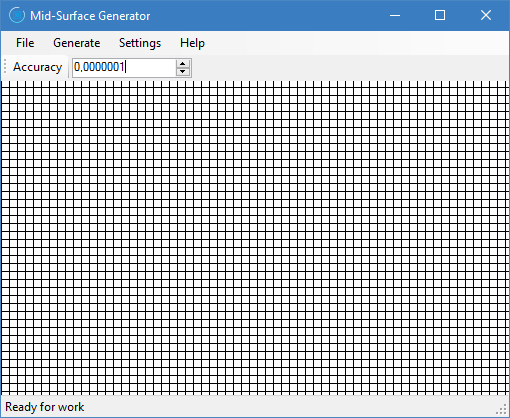 Mid-Surface Generator
File Generate Settings Help
Accuracy 0,0000001
Ready for work